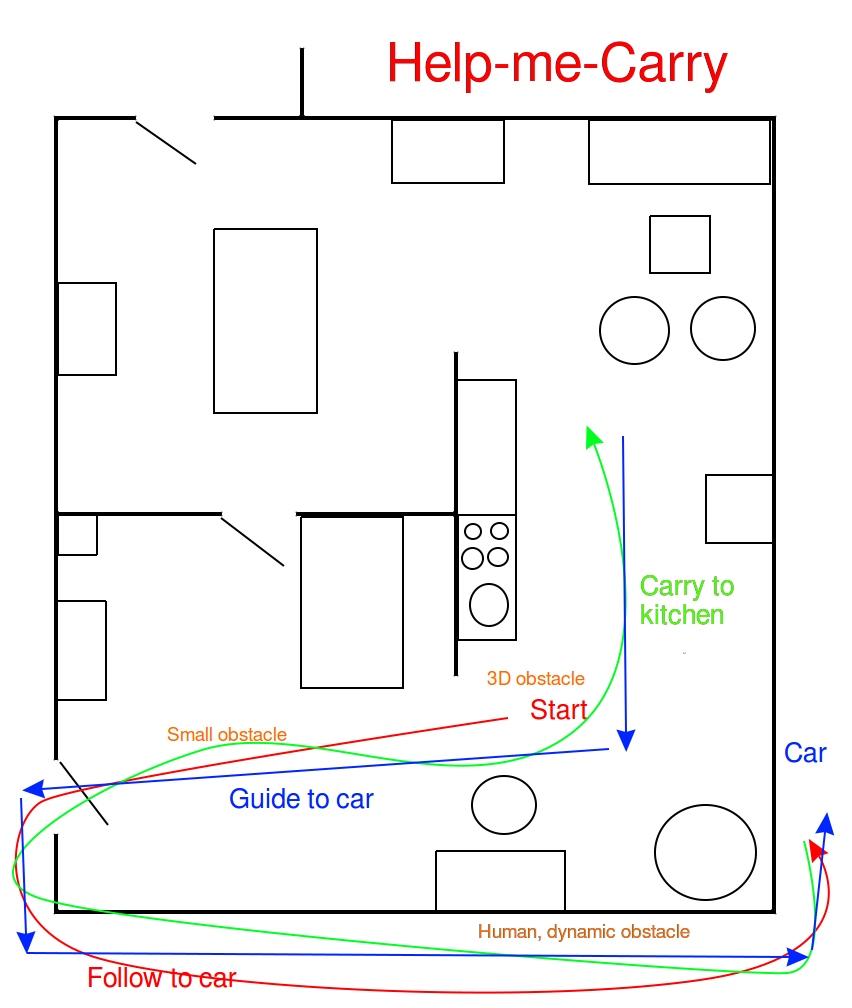 Help-me-Carry
Carry to
kitchen
3D obstacle
Start
Small obstacle
Car
Guide to car
Human, dynamic obstacle
Follow to car